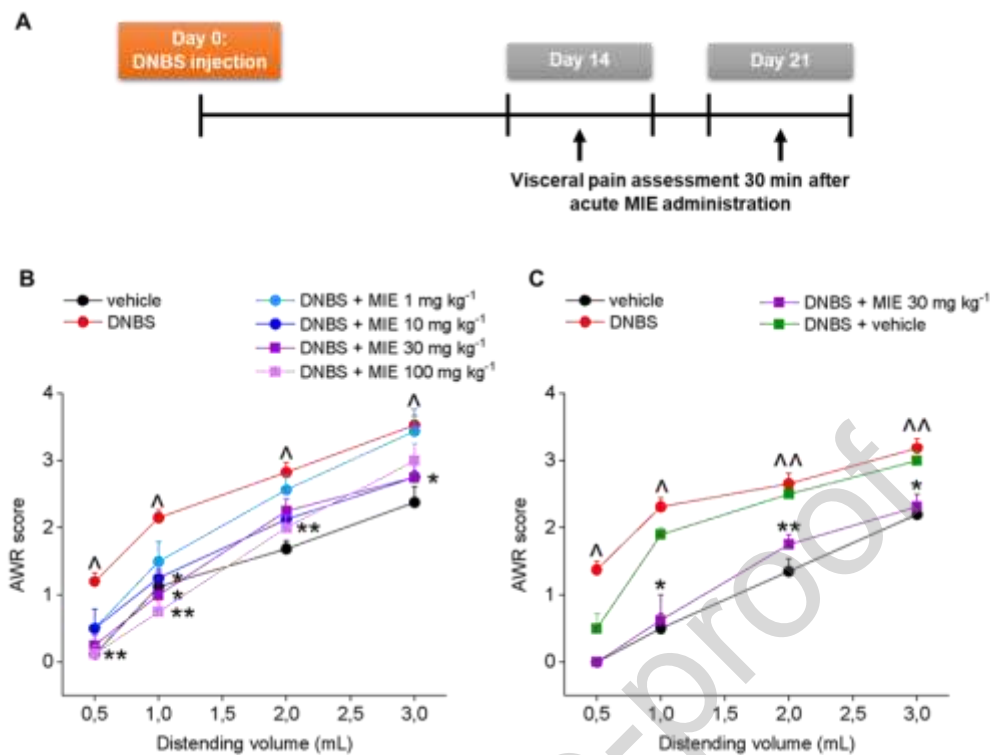 A
Day 0:
DNBS injection
Day 14
Day 21
Visceral pain assessment 30 min after
acute MIE administration
B
vehicle
DNBS
DNBS + MIE 1 mg kg⁻¹
DNBS + MIE 10 mg kg⁻¹
DNBS + MIE 30 mg kg⁻¹
DNBS + MIE 100 mg kg⁻¹
AWR score
4
3
2
1
0
^
^
^
^
**
*
*
**
**
*
0,5 1,0 1,5 2,0 2,5 3,0
Distending volume (mL)
C
vehicle
DNBS
DNBS + MIE 30 mg kg⁻¹
DNBS + vehicle
AWR score
4
3
2
1
0
^
^
^^
^^
*
**
*
0,5 1,0 1,5 2,0 2,5 3,0
Distending volume (mL)
e-proof